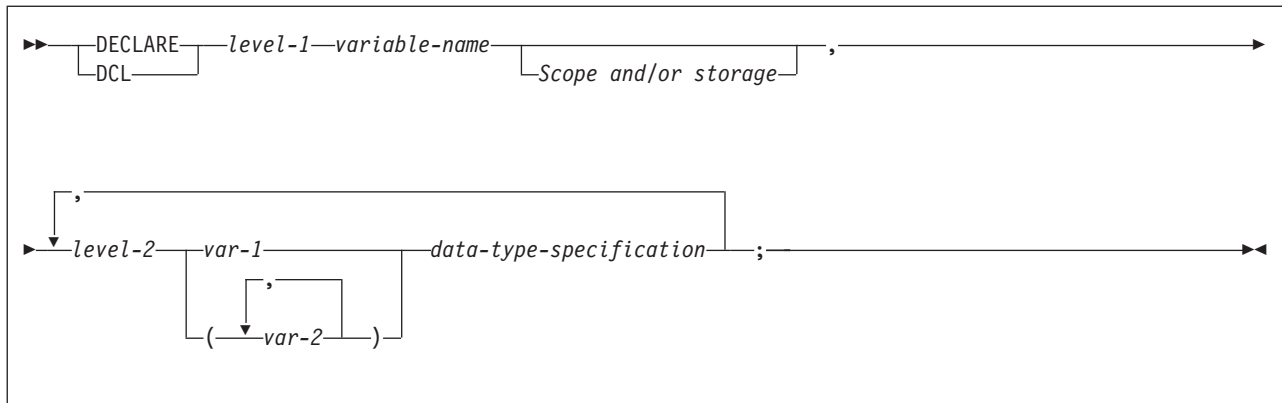 DECLARE level-1 variable-name ,
DCL Scope and/or storage
,
level-2 var-1 data-type-specification ;
,
( var-2 )